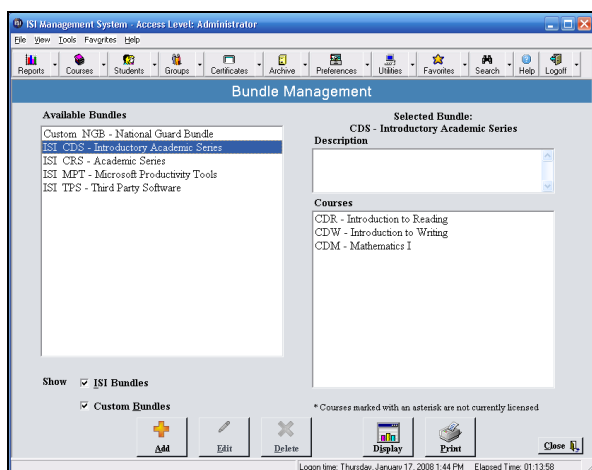 ISI Management System - Access Level: Administrator
File View Tools Favorites Help
Reports Courses Students Groups Certificates Archive Preferences Utilities Favorites Search Help Logoff
Bundle Management
Available Bundles
Custom NGB - National Guard Bundle
ISI CDS - Introductory Academic Series
ISI CRS - Academic Series
ISI MPT - Microsoft Productivity Tools
ISI TPS - Third Party Software
Selected Bundle:
CDS - Introductory Academic Series
Description
Courses
CDR - Introduction to Reading
CDW - Introduction to Writing
CDM - Mathematics I
Show ISI Bundles
Custom Bundles
* Courses marked with an asterisk are not currently licensed
Add Edit Delete Display Print Close
Logon time: Thursday, January 17, 2008 1:44 PM Elapsed Time: 01:13:58